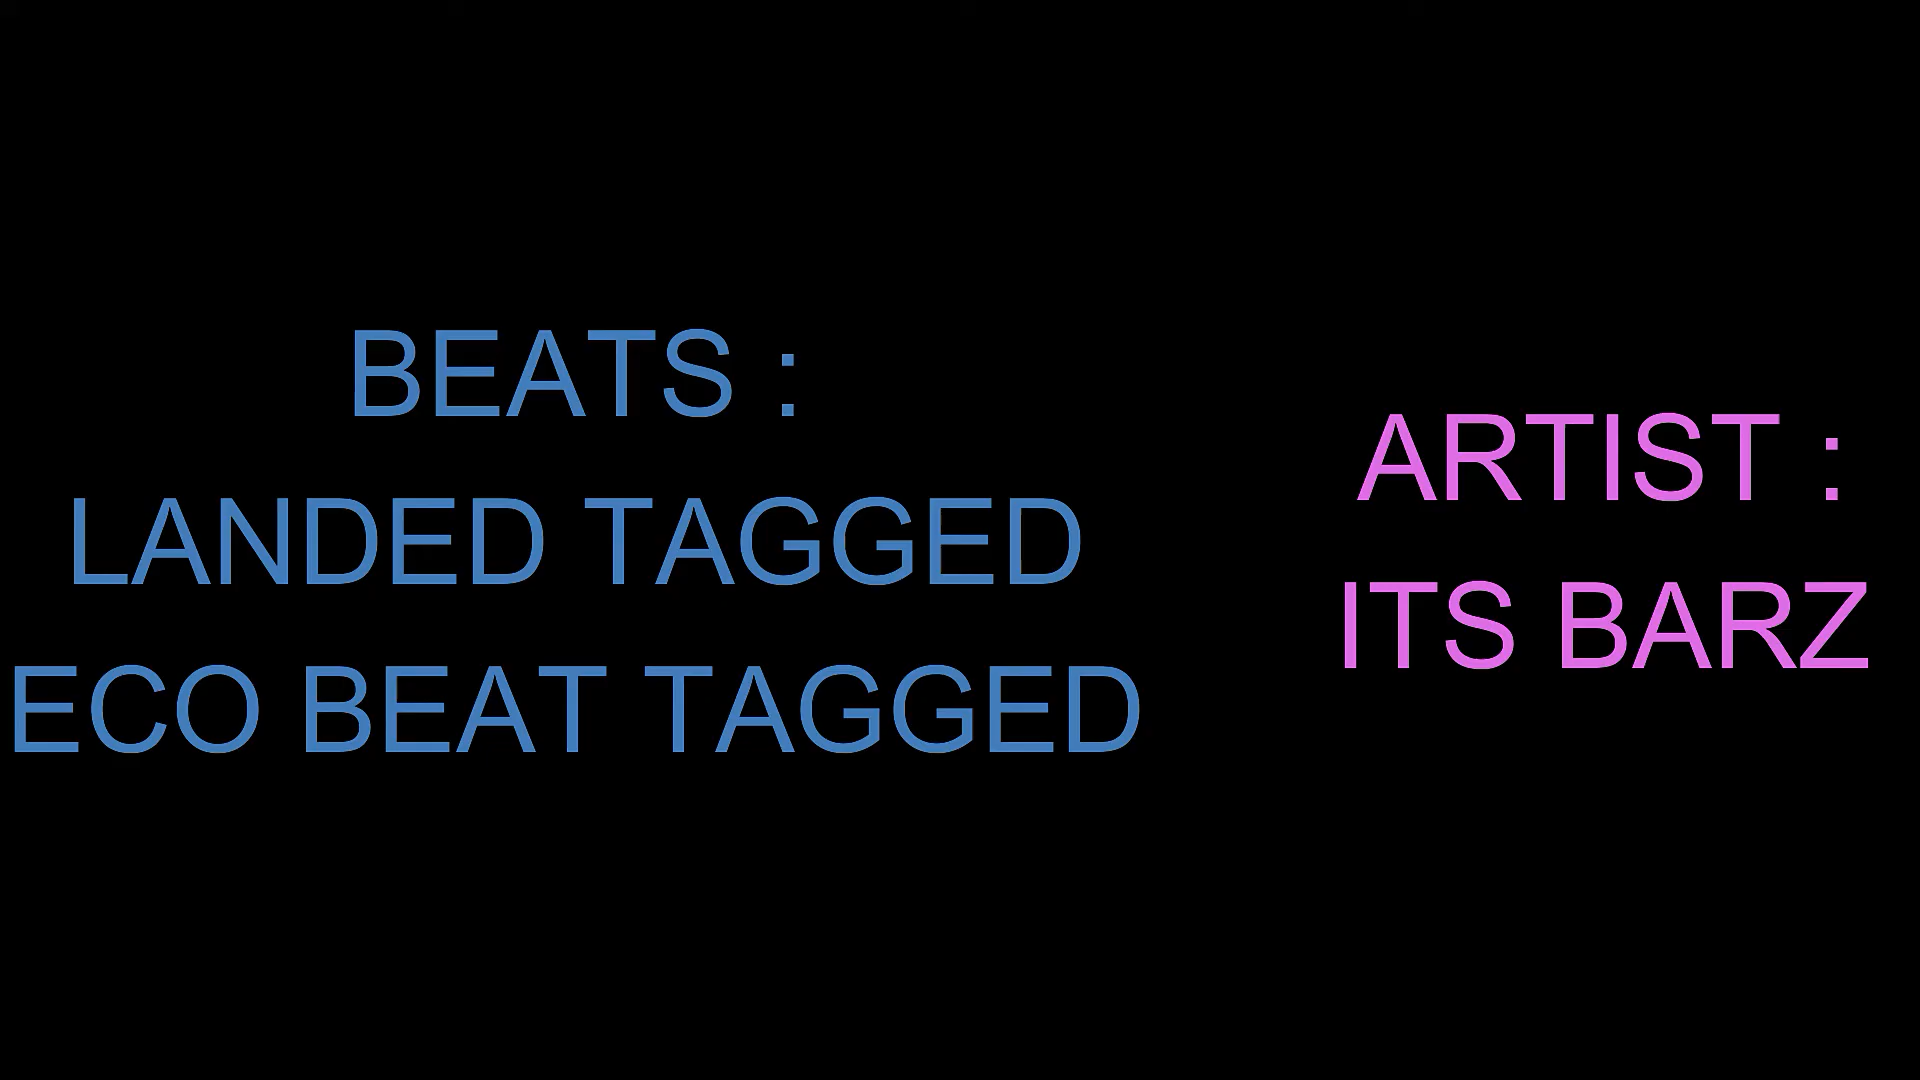 BEATS :
LANDED TAGGED
ECO BEAT TAGGED
ARTIST :
ITS BARZ